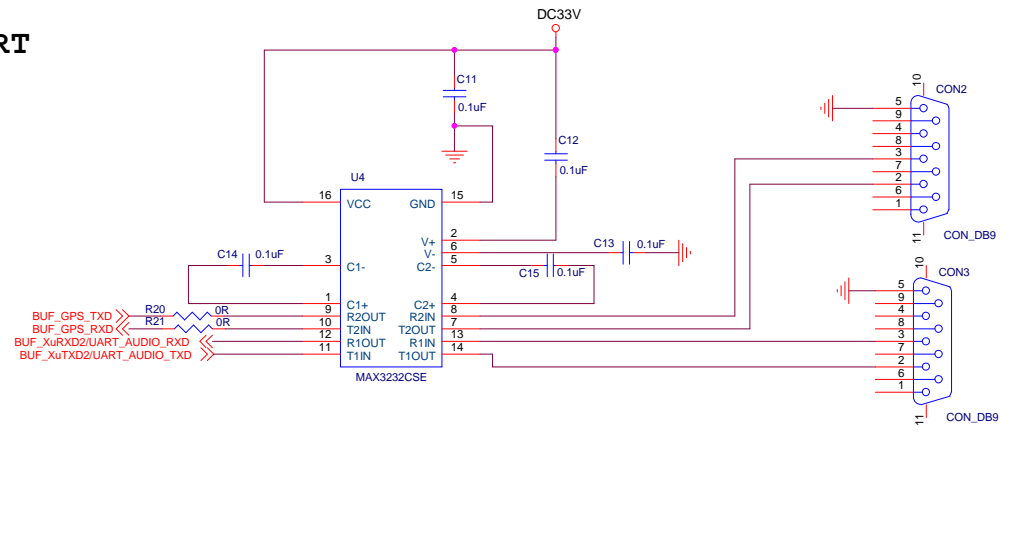 RT
DC33V
C11
0.1uF
C12
0.1uF
U4
16
VCC
GND
15
V+
2
V-
6
C2-
5
3
C1-
C14
0.1uF
C13
0.1uF
C15
0.1uF
1
C1+
C2+
4
BUF_GPS_TXD
R20
0R
9
R2OUT
R2IN
8
BUF_GPS_RXD
R21
0R
10
T2IN
T2OUT
7
BUF_XuRXD2/UART_AUDIO_RXD
12
R1OUT
R1IN
13
BUF_XuTXD2/UART_AUDIO_TXD
11
T1IN
T1OUT
14
MAX3232CSE
10
CON2
5
9
4
8
3
7
2
6
1
11
CON_DB9
10
CON3
5
9
4
8
3
7
2
6
1
11
CON_DB9